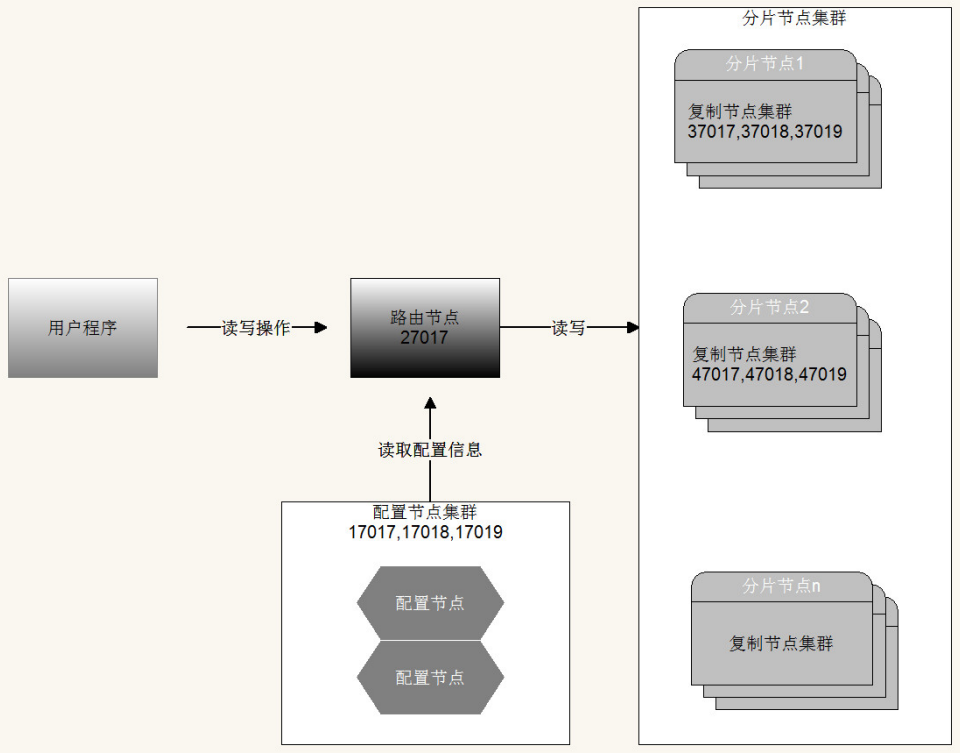 分片节点集群
分片节点1
复制节点集群
37017,37018,37019
用户程序
读写操作
路由节点
27017
读写
分片节点2
复制节点集群
47017,47018,47019
读取配置信息
配置节点集群
17017,17018,17019
配置节点
配置节点
分片节点n
复制节点集群